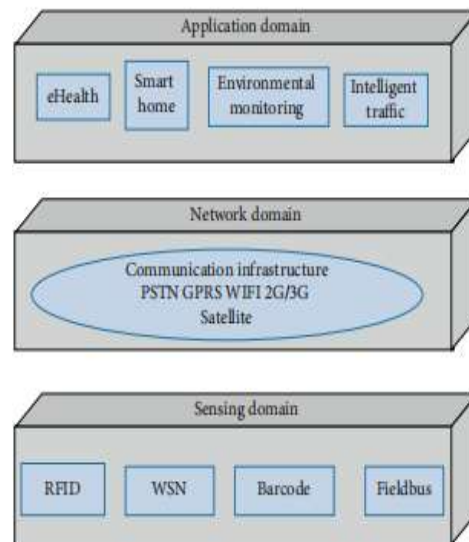 Application domain
eHealth
Smart
home
Environmental
monitoring
Intelligent
traffic
Network domain
Communication infrastructure
PSTN GPRS WIFI 2G/3G
Satellite
Sensing domain
RFID
WSN
Barcode
Fieldbus